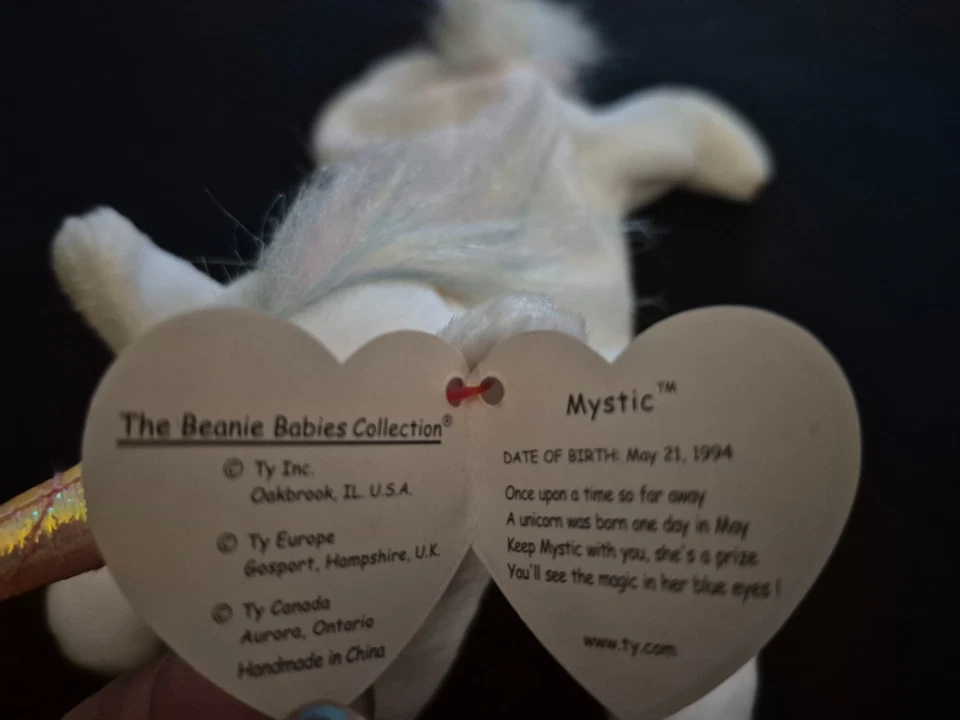 The Beanie Babies Collection®
© Ty Inc.
Oakbrook, IL. U.S.A.
© Ty Europe
Gosport, Hampshire, U.K.
© Ty Canada
Aurora, Ontario
Handmade in China
Mystic™
DATE OF BIRTH: May 21, 1994
Once upon a time so far away
A unicorn was born one day in May
Keep Mystic with you, she's a prize
You'll see the magic in her blue eyes !
www.ty.com